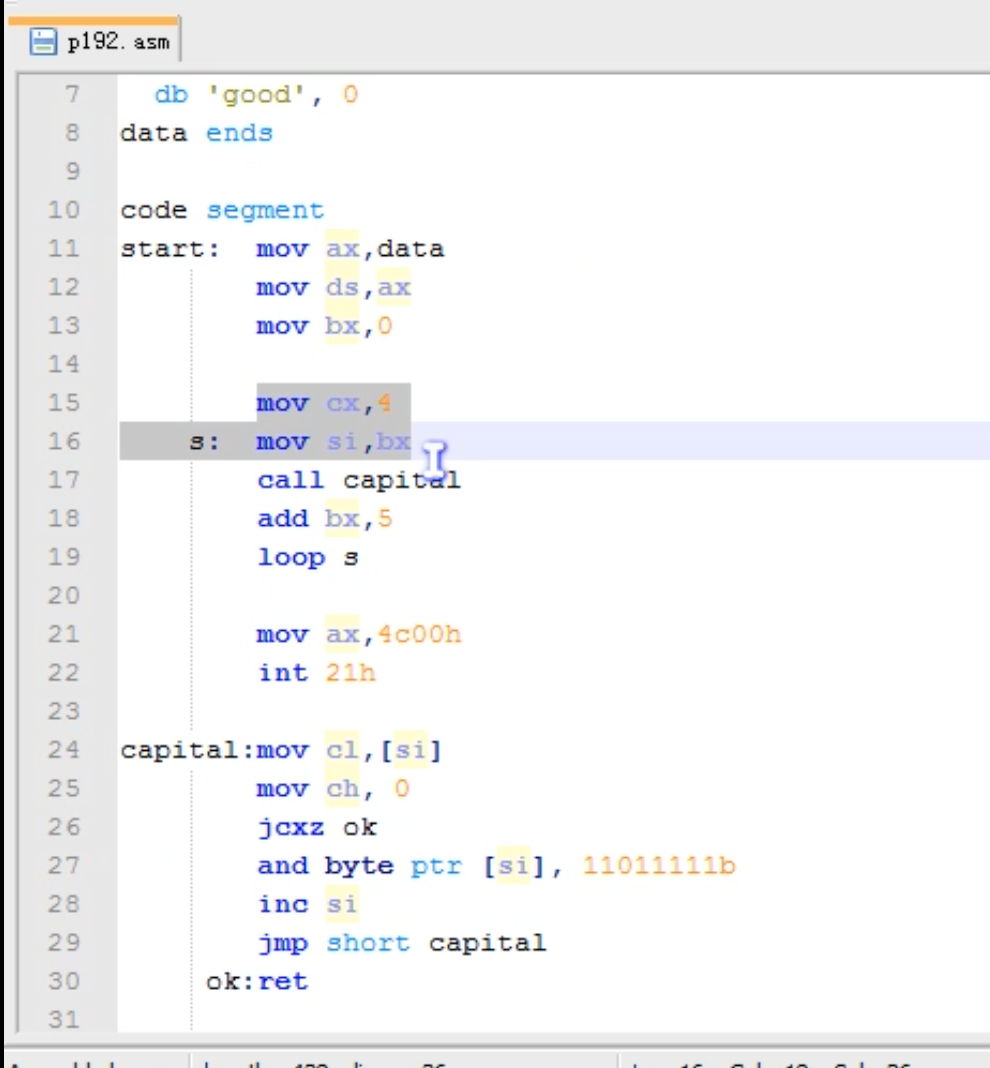 p192. asm
7 db 'good', 0
8 data ends
9
10 code segment
11 start: mov ax,data
12 mov ds,ax
13 mov bx,0
14
15 mov cx,4
16 s: mov si,bx
17 call capital
18 add bx,5
19 loop s
20
21 mov ax,4c00h
22 int 21h
23
24 capital:mov cl,[si]
25 mov ch, 0
26 jcxz ok
27 and byte ptr [si], 11011111b
28 inc si
29 jmp short capital
30 ok:ret
31